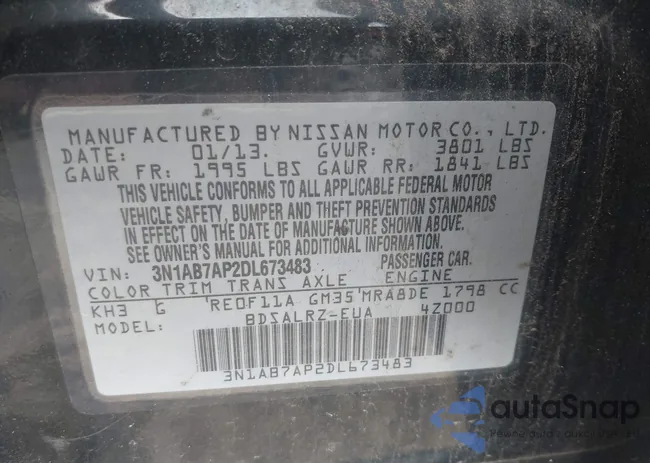 MANUFACTURED BY NISSAN MOTOR CO., LTD.
DATE: 01/13. GVWR: 3801 LBS
GAWR FR: 1995 LBS GAWR RR: 1841 LBS
THIS VEHICLE CONFORMS TO ALL APPLICABLE FEDERAL MOTOR
VEHICLE SAFETY, BUMPER AND THEFT PREVENTION STANDARDS
IN EFFECT ON THE DATE OF MANUFACTURE SHOWN ABOVE.
SEE OWNER'S MANUAL FOR ADDITIONAL INFORMATION.
VIN: 3N1AB7AP2DL673483 PASSENGER CAR.
COLOR TRIM TRANS AXLE ENGINE
KH3 G 'RE0F11A GM35'MRA8DE 1798 CC
MODEL: BDSALRZ-EUA 4Z000
3N1AB7AP2DL673483
autoSnap